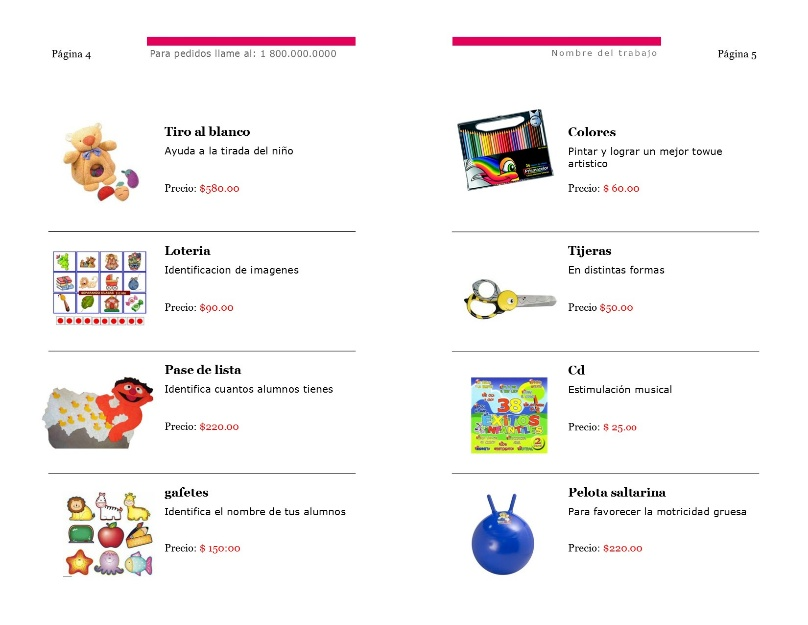 Página 4
Para pedidos llame al: 1 800.000.0000
Tiro al blanco
Ayuda a la tirada del niño
Precio: $580.00
Loteria
Identificacion de imagenes
Precio: $90.00
Pase de lista
Identifica cuantos alumnos tienes
Precio: $220.00
gafetes
Identifica el nombre de tus alumnos
Precio: $ 150:00
Nombre del trabajo
Página 5
Colores
Pintar y lograr un mejor towue
artistico
Precio: $ 60.00
Tijeras
En distintas formas
Precio $50.00
Cd
Estimulación musical
Precio: $ 25.00
38
ÉXITOS
INFANTILES
2
Pelota saltarina
Para favorecer la motricidad gruesa
Precio: $220.00